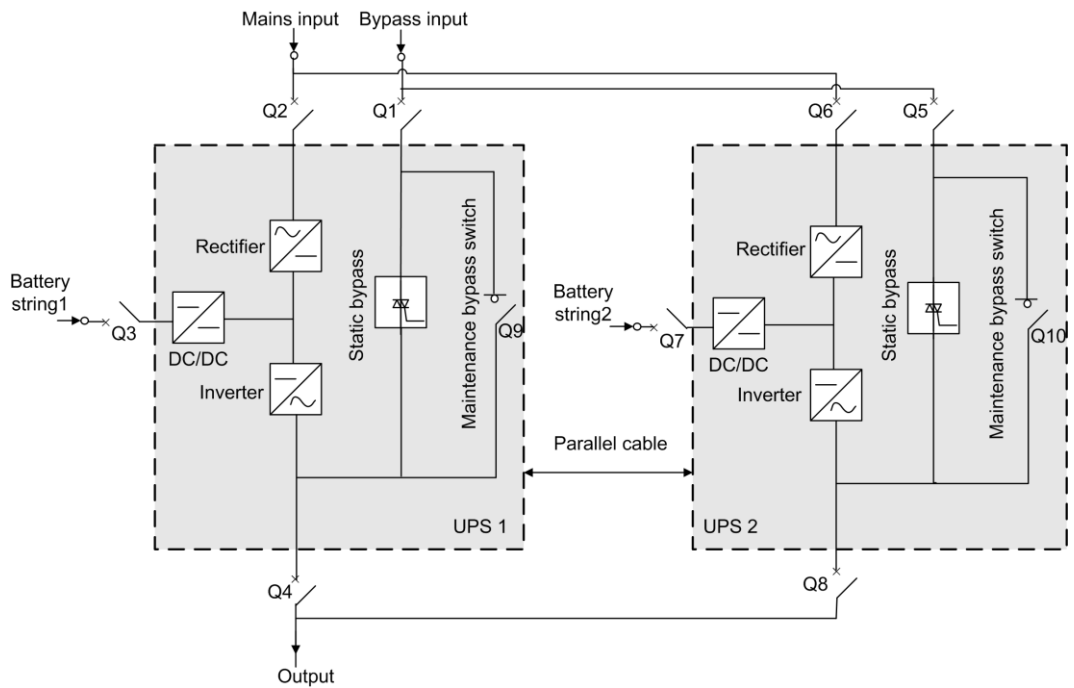 Mains input
Bypass input
Q2
Q1
Q6
Q5
Rectifier
Static bypass
Maintenance bypass switch
Battery
string1
Q3
DC/DC
Q9
Inverter
UPS 1
Q4
Output
Parallel cable
Rectifier
Static bypass
Maintenance bypass switch
Battery
string2
Q7
DC/DC
Q10
Inverter
UPS 2
Q8